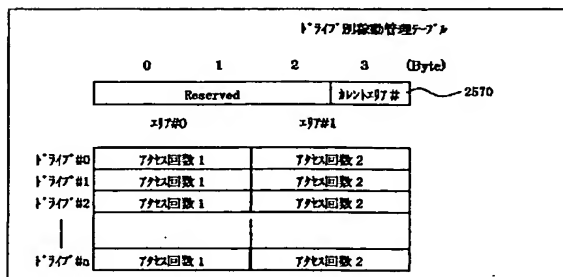 ドライブ別稼動管理テーブル
0 1 2 3 (Byte)
Reserved カレントエリア# 2570
エリア#0 エリア#1
ドライブ#0 アクセス回数1 アクセス回数2
ドライブ#1 アクセス回数1 アクセス回数2
ドライブ#2 アクセス回数1 アクセス回数2
ドライブ#n アクセス回数1 アクセス回数2